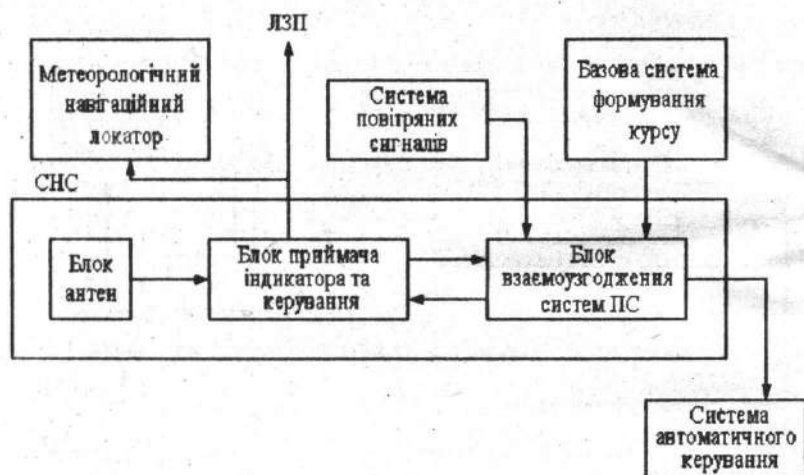 ЛЗП
Метеорологічний
навігаційний
локатор
Система
повітряних
сигналів
Базова система
формування
курсу
СНС
Блок
антен
Блок приймача
індикатора та
керування
Блок
взаємоузгодження
систем ПС
Система
автоматичного
керування